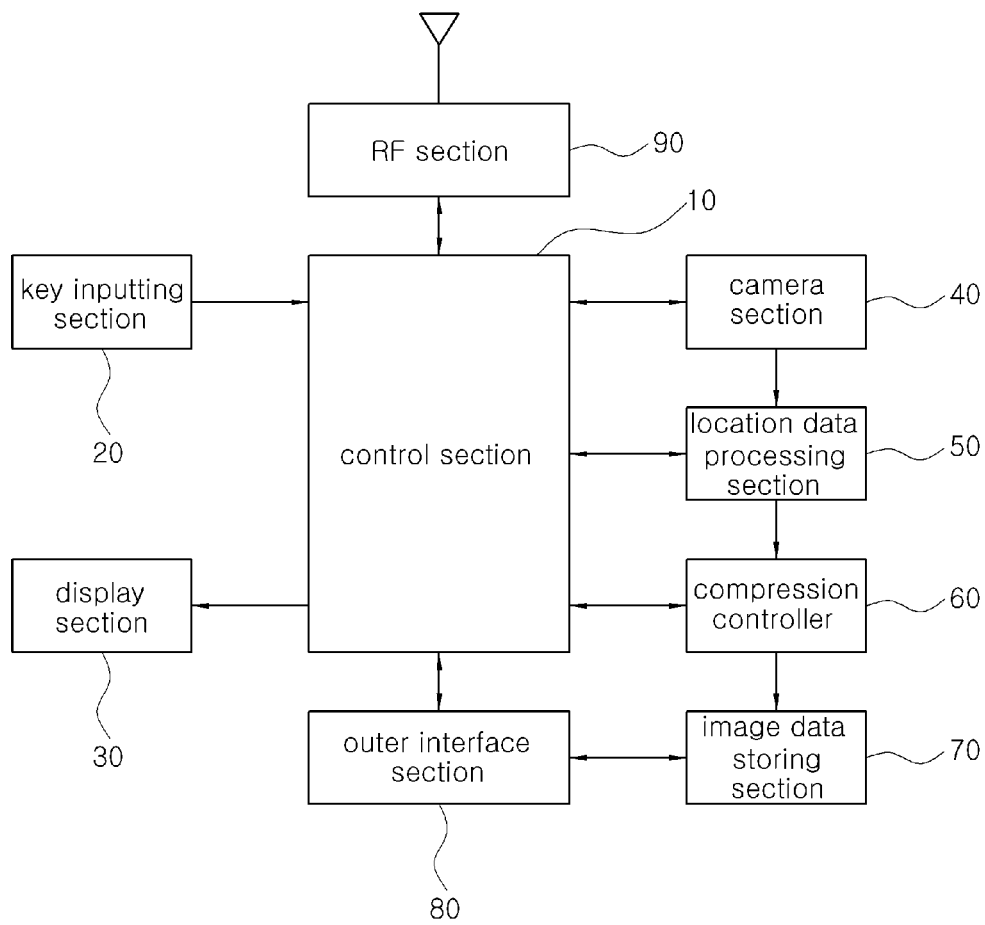 RF section
90
10
key inputting
section
20
control section
camera
section
40
location data
processing
section
50
display
section
30
compression
controller
60
outer interface
section
80
image data
storing
section
70